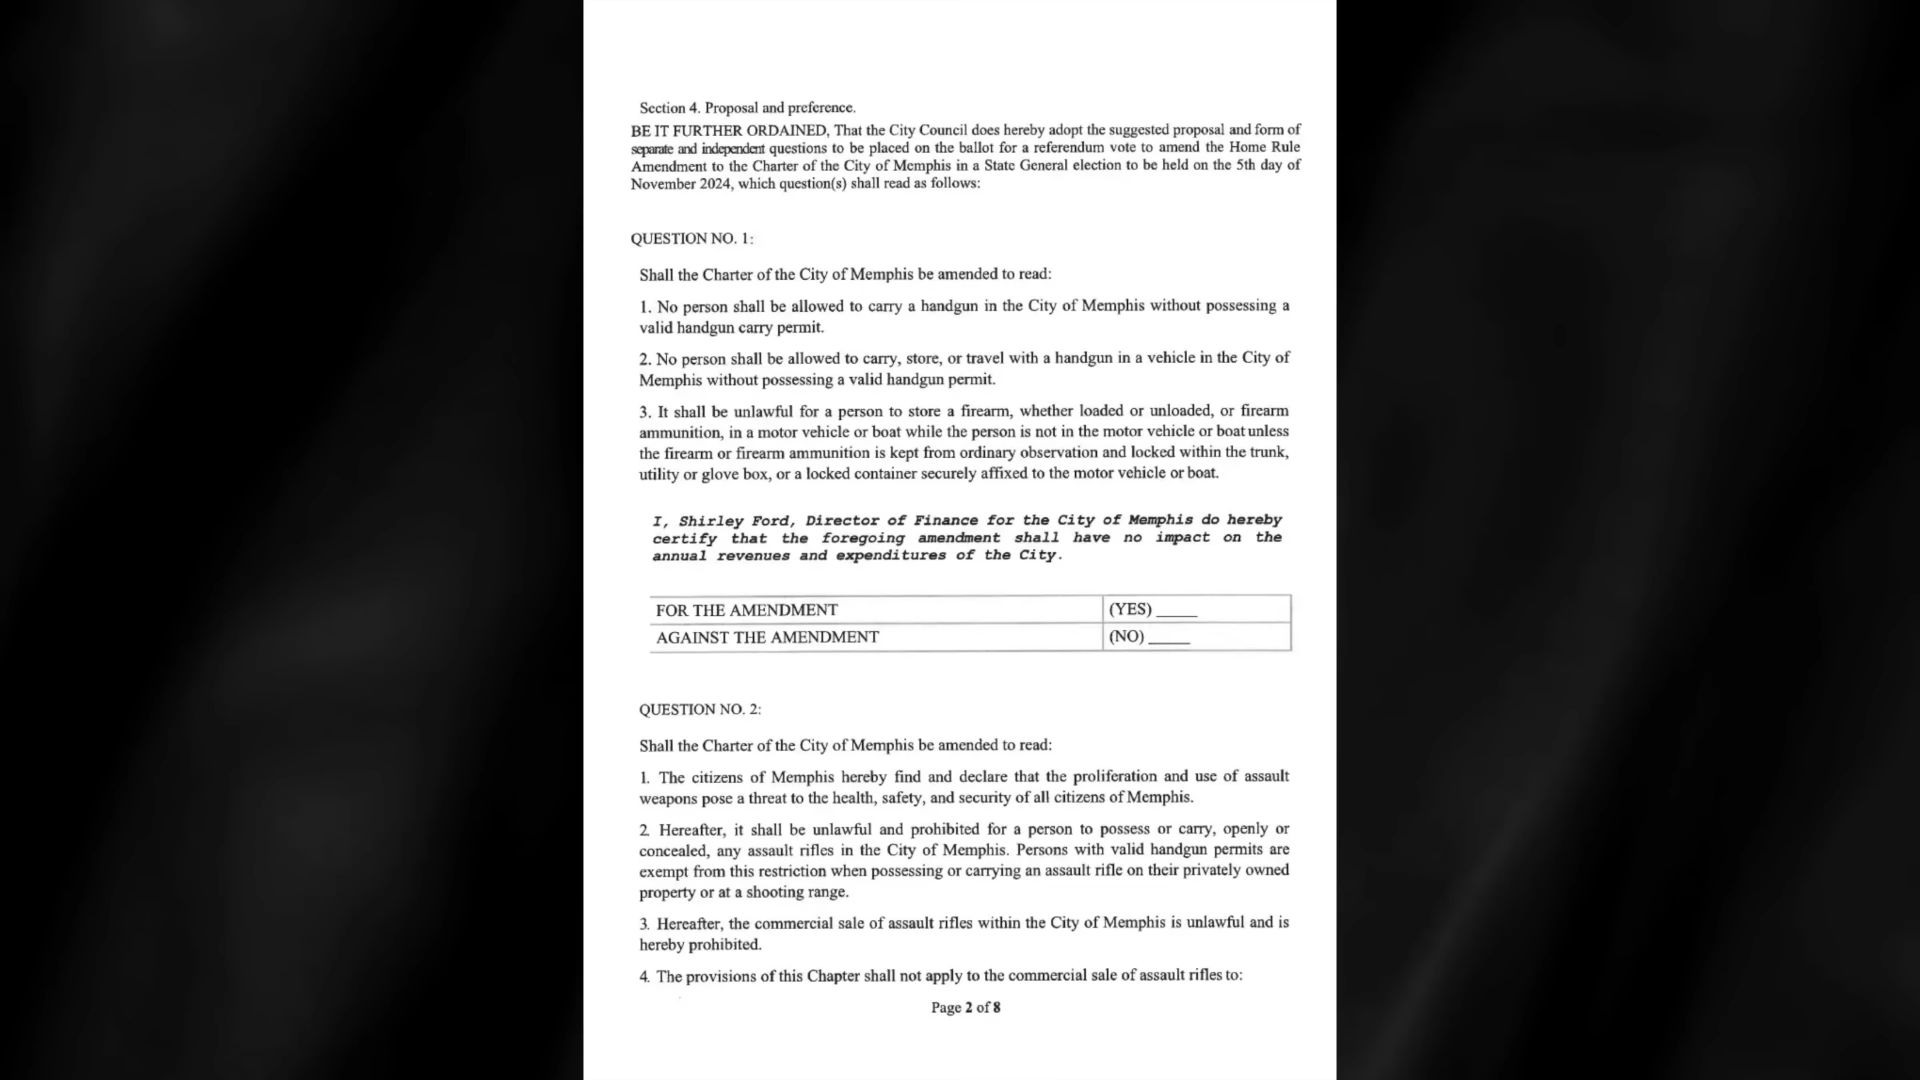 Section 4. Proposal and preference.
BE IT FURTHER ORDAINED, That the City Council does hereby adopt the suggested proposal and form of
separate and independent questions to be placed on the ballot for a referendum vote to amend the Home Rule
Amendment to the Charter of the City of Memphis in a State General election to be held on the 5th day of
November 2024, which question(s) shall read as follows:
QUESTION NO. 1:
Shall the Charter of the City of Memphis be amended to read:
1. No person shall be allowed to carry a handgun in the City of Memphis without possessing a
valid handgun carry permit.
2. No person shall be allowed to carry, store, or travel with a handgun in a vehicle in the City of
Memphis without possessing a valid handgun permit.
3. It shall be unlawful for a person to store a firearm, whether loaded or unloaded, or firearm
ammunition, in a motor vehicle or boat while the person is not in the motor vehicle or boat unless
the firearm or firearm ammunition is kept from ordinary observation and locked within the trunk,
utility or glove box, or a locked container securely affixed to the motor vehicle or boat.
I, Shirley Ford, Director of Finance for the City of Memphis do hereby
certify that the foregoing amendment shall have no impact on the
annual revenues and expenditures of the City.
FOR THE AMENDMENT (YES) _____
AGAINST THE AMENDMENT (NO) _____
QUESTION NO. 2:
Shall the Charter of the City of Memphis be amended to read:
1. The citizens of Memphis hereby find and declare that the proliferation and use of assault
weapons pose a threat to the health, safety, and security of all citizens of Memphis.
2. Hereafter, it shall be unlawful and prohibited for a person to possess or carry, openly or
concealed, any assault rifles in the City of Memphis. Persons with valid handgun permits are
exempt from this restriction when possessing or carrying an assault rifle on their privately owned
property or at a shooting range.
3. Hereafter, the commercial sale of assault rifles within the City of Memphis is unlawful and is
hereby prohibited.
4. The provisions of this Chapter shall not apply to the commercial sale of assault rifles to:
Page 2 of 8